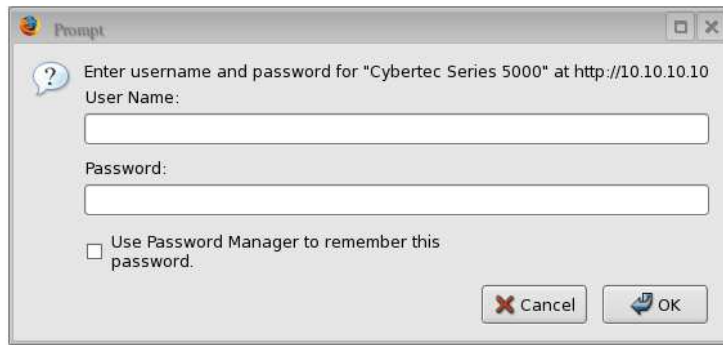 Prompt
Enter username and password for "Cybertec Series 5000" at http://10.10.10.10
User Name:
Password:
Use Password Manager to remember this
password.
Cancel
OK